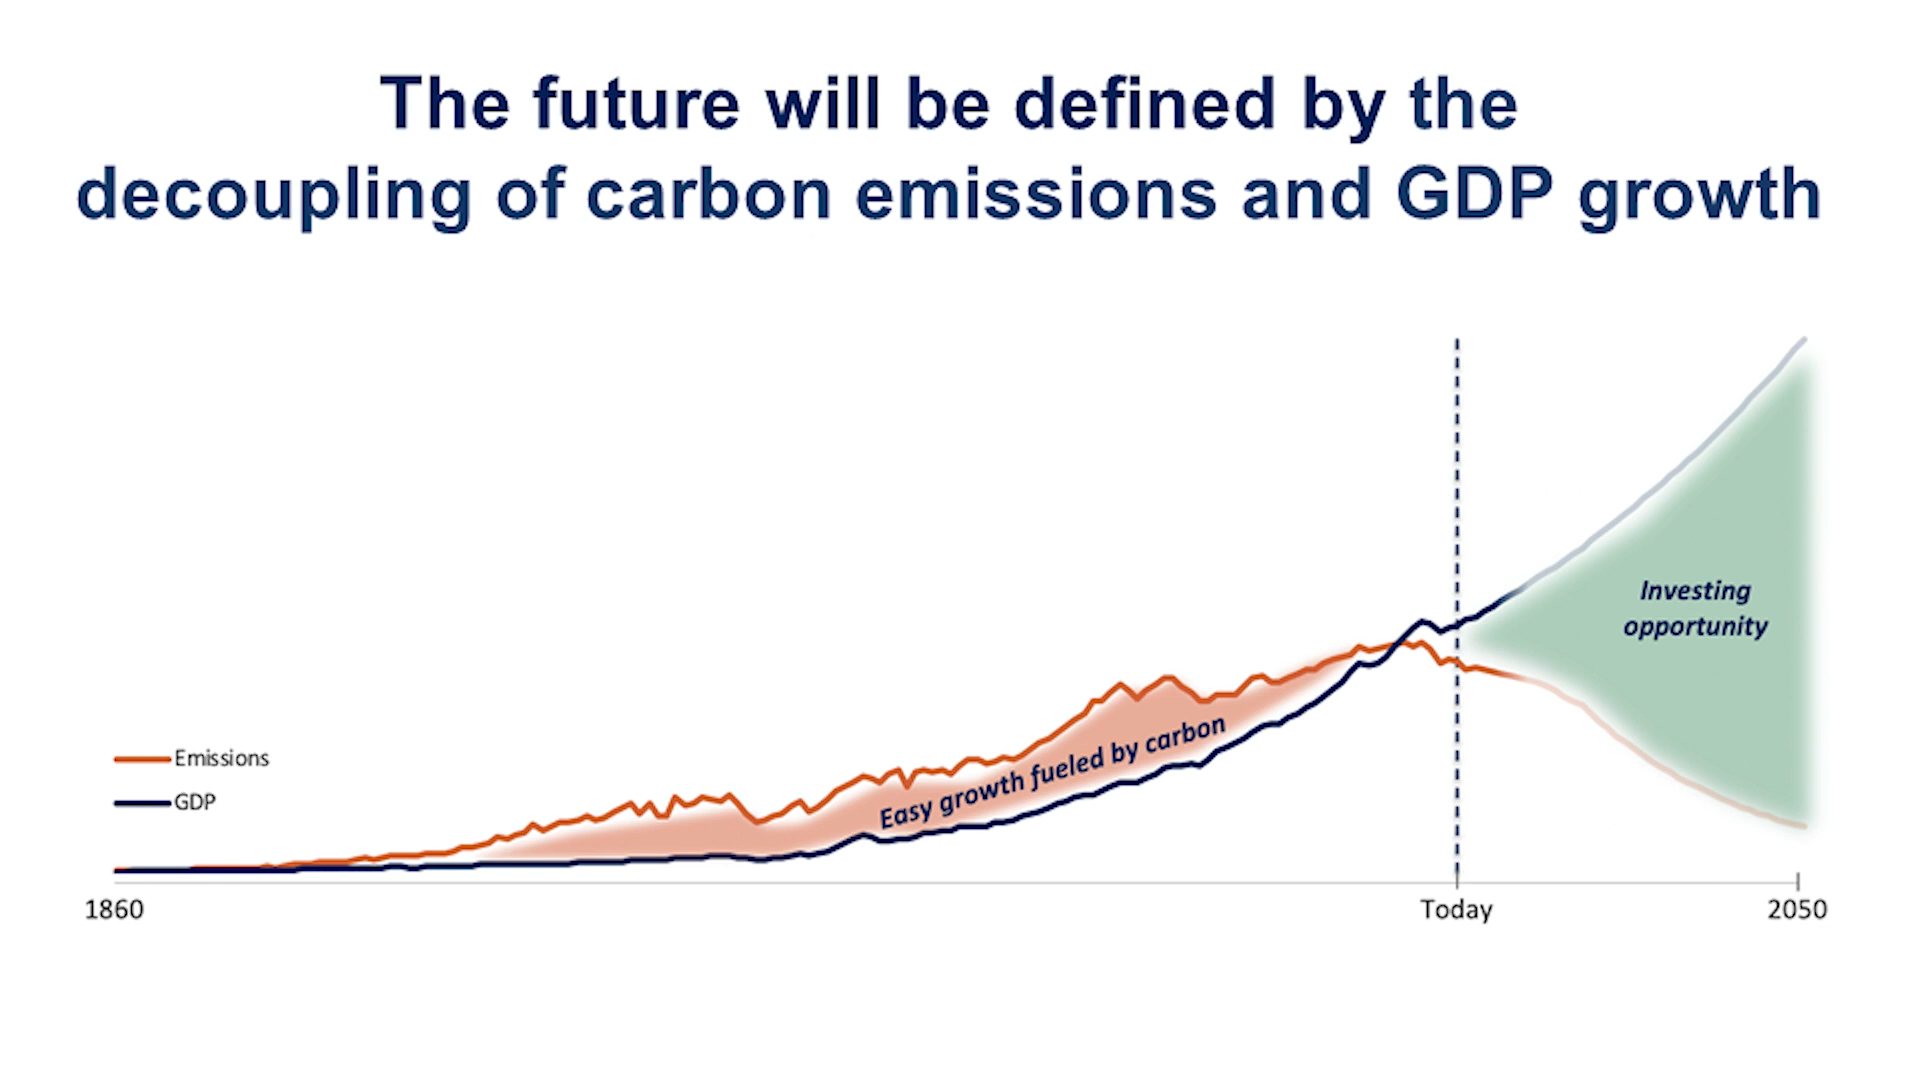 The future will be defined by the
decoupling of carbon emissions and GDP growth
Investing
opportunity
Easy growth fueled by carbon
Emissions
GDP
1860
Today
2050